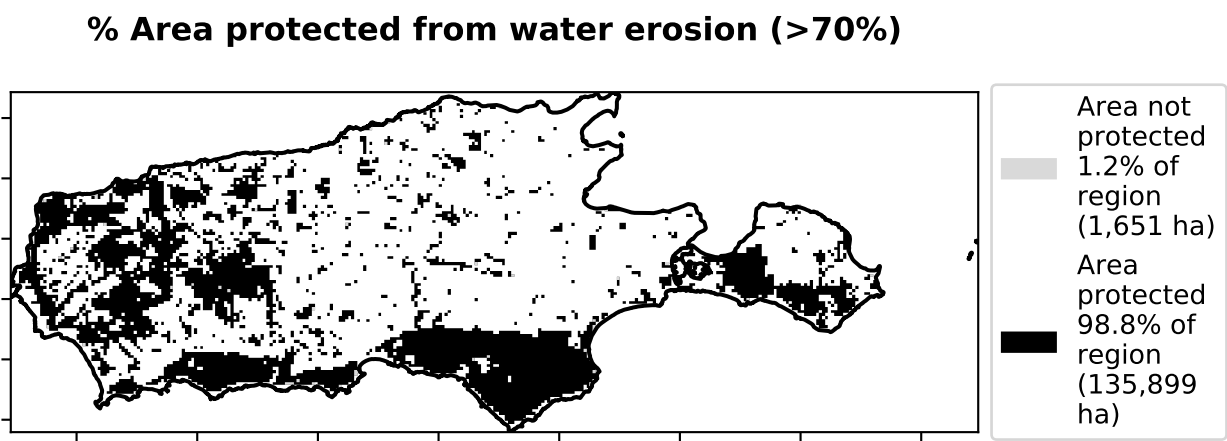 % Area protected from water erosion (>70%)
Area not
protected
1.2% of
region
(1,651 ha)
Area
protected
98.8% of
region
(135,899
ha)